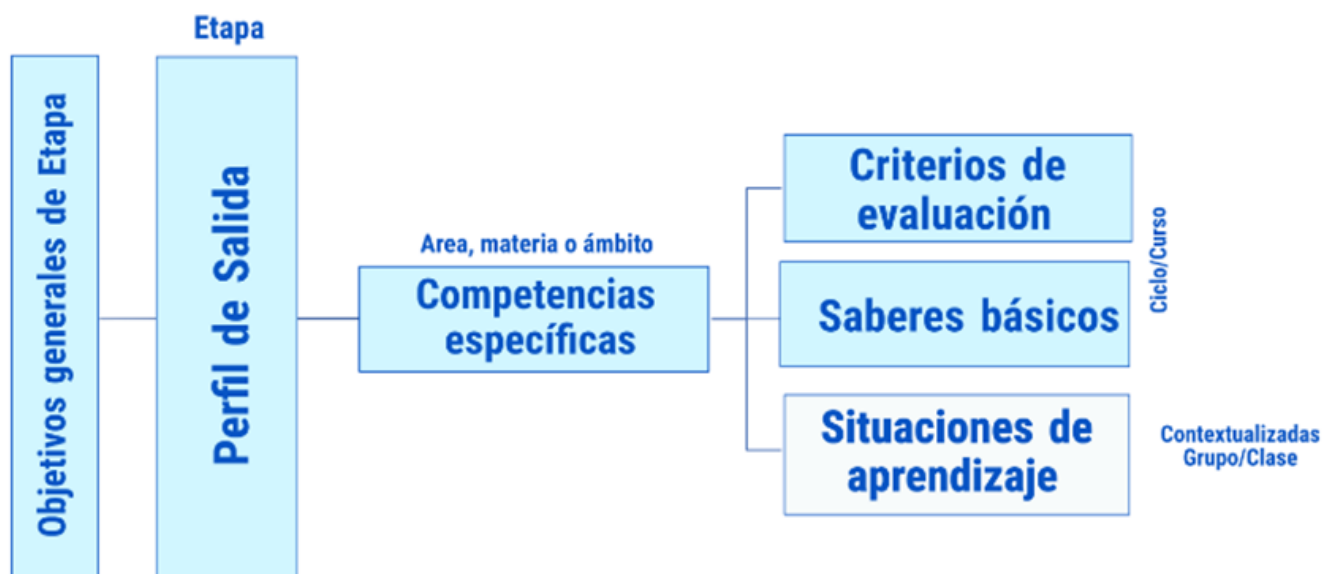 Etapa
Objetivos generales de Etapa
Perfil de Salida
Area, materia o ámbito
Competencias
específicas
Criterios de
evaluación
Saberes básicos
Ciclo/Curso
Situaciones de
aprendizaje
Contextualizadas
Grupo/Clase